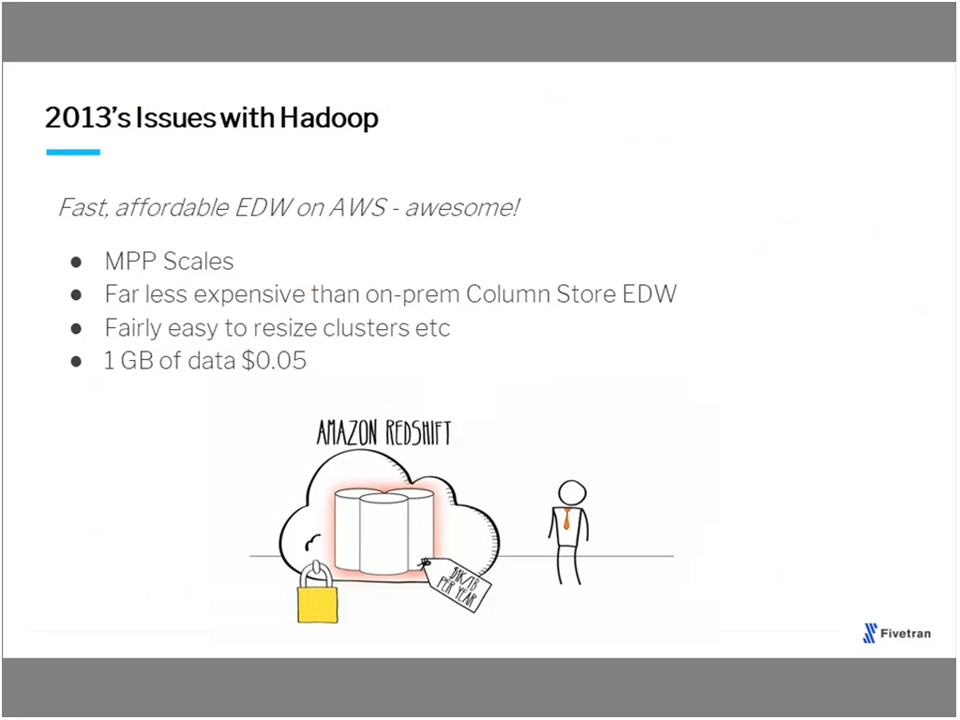 2013's Issues with Hadoop
Fast, affordable EDW on AWS - awesome!
● MPP Scales
● Far less expensive than on-prem Column Store EDW
● Fairly easy to resize clusters etc
● 1 GB of data $0.05
AMAZON REDSHIFT
$1K/TB
PER YEAR
Fivetran